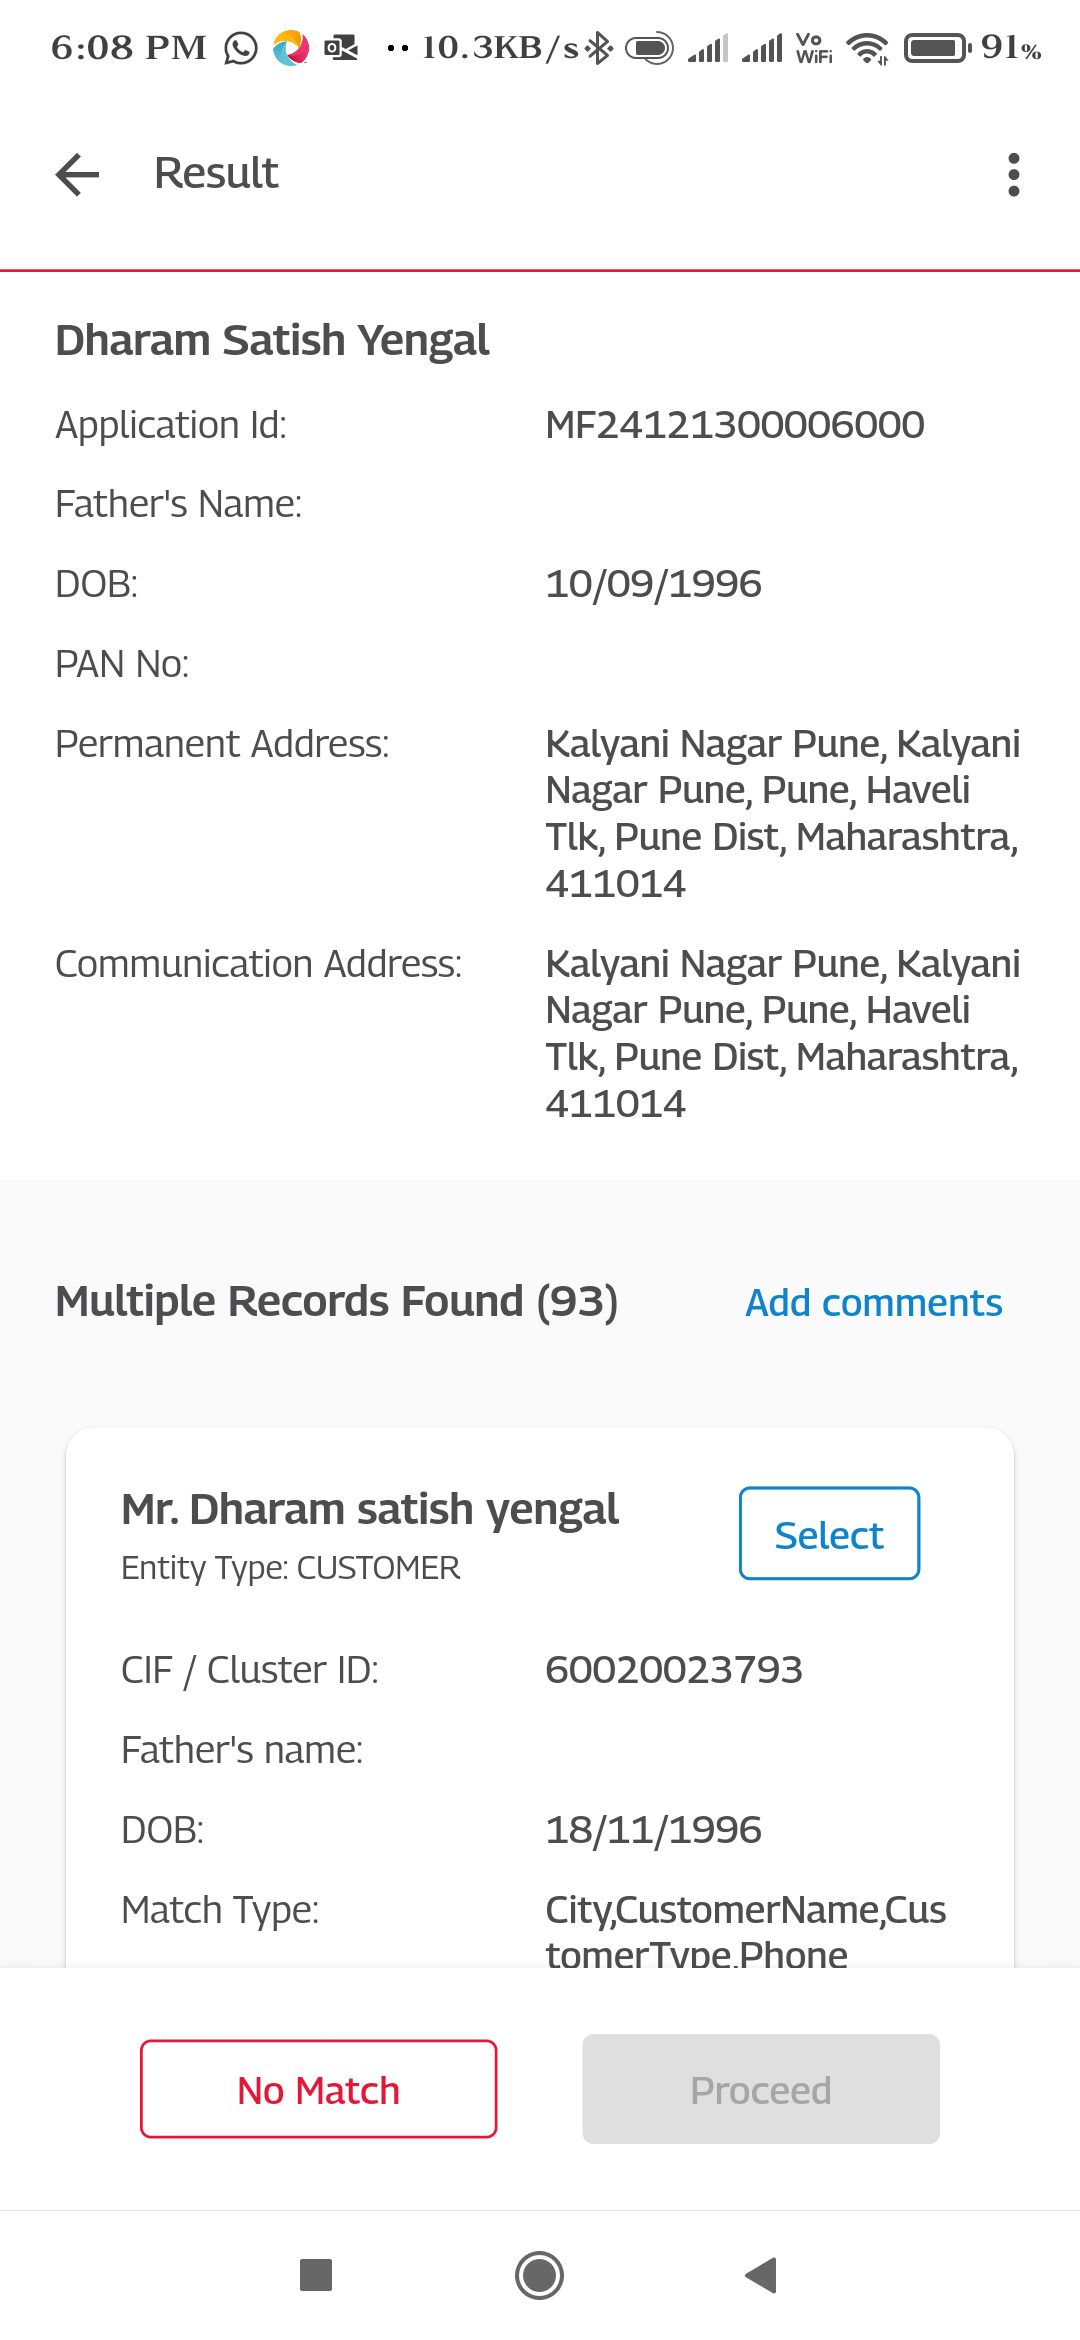 6:08 PM 10.3KB/s Vo WiFi 91%
Result
Dharam Satish Yengal
Application Id: MF24121300006000
Father's Name:
DOB: 10/09/1996
PAN No:
Permanent Address: Kalyani Nagar Pune, Kalyani
Nagar Pune, Pune, Haveli
Tlk, Pune Dist, Maharashtra,
411014
Communication Address: Kalyani Nagar Pune, Kalyani
Nagar Pune, Pune, Haveli
Tlk, Pune Dist, Maharashtra,
411014
Multiple Records Found (93) Add comments
Mr. Dharam satish yengal Select
Entity Type: CUSTOMER
CIF / Cluster ID: 60020023793
Father's name:
DOB: 18/11/1996
Match Type: City,CustomerName,Cus
tomerType,Phone
No Match Proceed